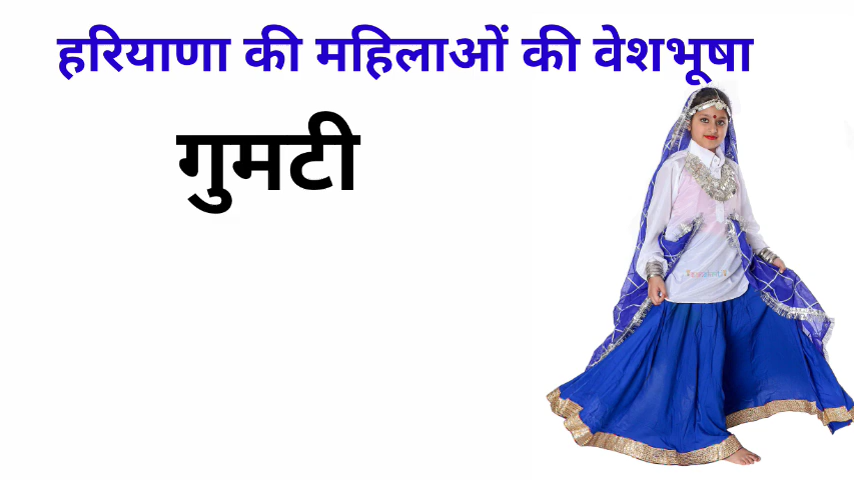 हरियाणा की महिलाओं की वेशभूषा
गुमटी